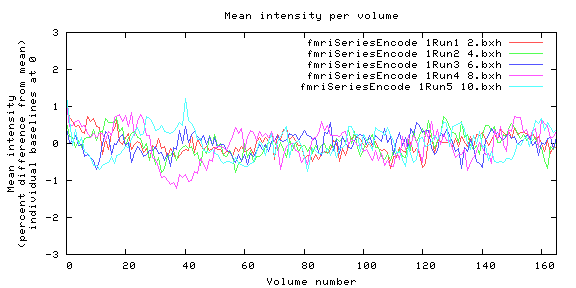 Mean intensity per volume
Mean intensity
(percent difference from mean)
individual baselines at 0
3
2
1
0
-1
-2
-3
fmriSeriesEncode 1Run1 2.bxh
fmriSeriesEncode 1Run2 4.bxh
fmriSeriesEncode 1Run3 6.bxh
fmriSeriesEncode 1Run4 8.bxh
fmriSeriesEncode 1Run5 10.bxh
0 20 40 60 80 100 120 140 160
Volume number